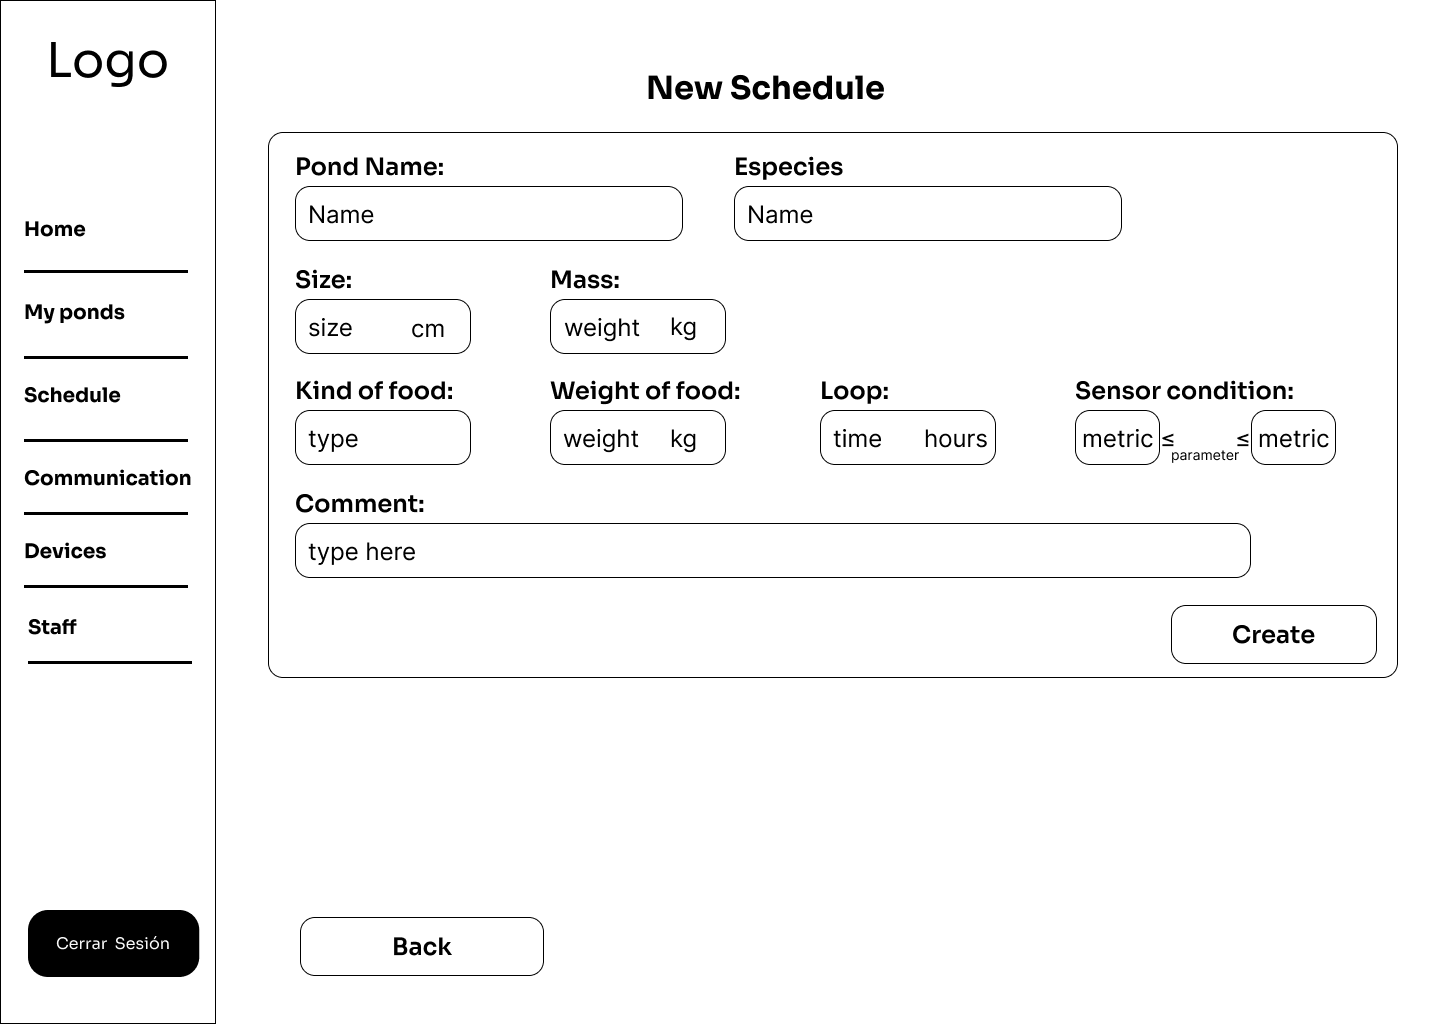 Logo
Home
My ponds
Schedule
Communication
Devices
Staff
Cerrar Sesión
New Schedule
Pond Name:
Name
Especies
Name
Size:
size cm
Mass:
weight kg
Kind of food:
type
Weight of food:
weight kg
Loop:
time hours
Sensor condition:
metric ≤ parameter ≤ metric
Comment:
type here
Create
Back